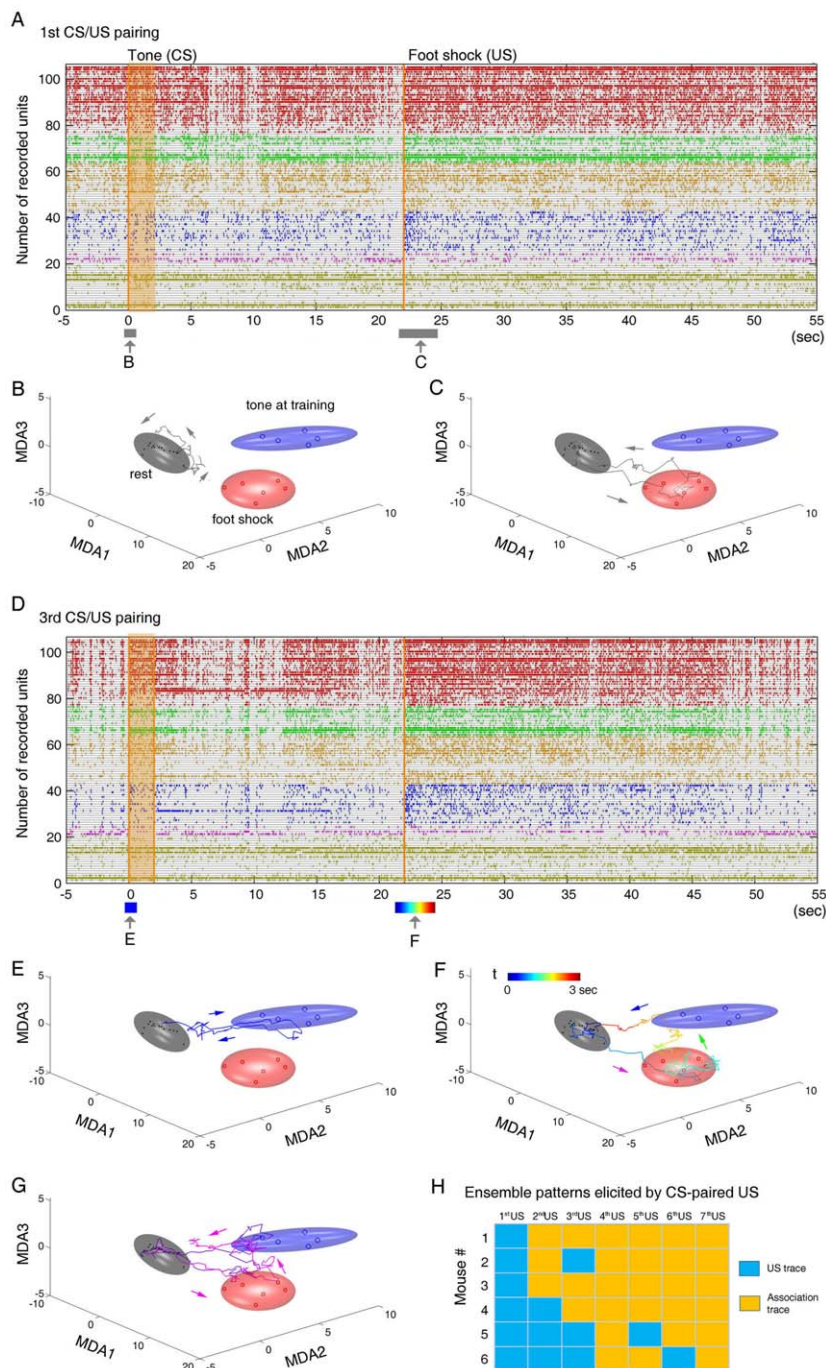 A
1st CS/US pairing
Tone (CS)
Foot shock (US)
Number of recorded units
100
80
60
40
20
0
-5 0 5 10 15 20 25 30 35 40 45 50 55
(sec)
B
C
B
5
0
-5
-10
MDA3
tone at training
rest
foot shock
0
10
20
MDA1
-5
0
5
10
MDA2
C
5
0
-5
-10
MDA3
0
10
20
MDA1
-5
0
5
10
MDA2
D
3rd CS/US pairing
Number of recorded units
100
80
60
40
20
0
-5 0 5 10 15 20 25 30 35 40 45 50 55
(sec)
E
F
E
5
0
-5
-10
MDA3
0
10
20
MDA1
-5
0
5
10
MDA2
F
t
0 3 sec
5
0
-5
-10
MDA3
0
10
20
MDA1
-5
0
5
10
MDA2
G
5
0
-5
-10
MDA3
0
10
20
MDA1
-5
0
5
10
MDA2
H
Ensemble patterns elicited by CS-paired US
1st US 2nd US 3rd US 4th US 5th US 6th US 7th US
Mouse #
1
2
3
4
5
6
US trace
Association
trace